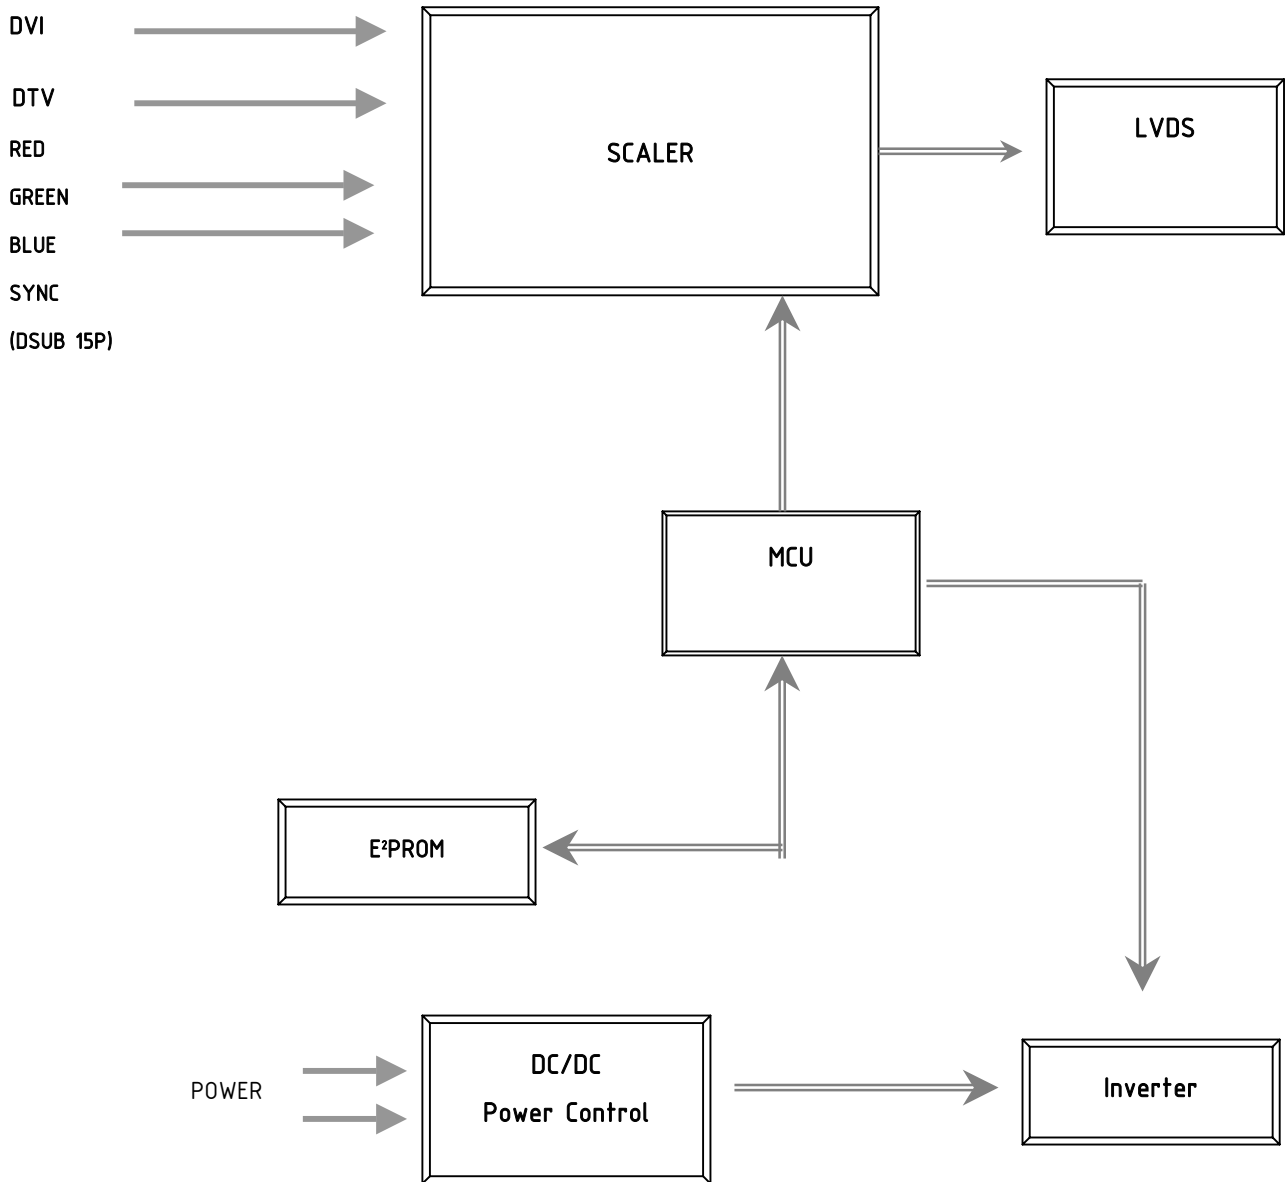 DVI
DTV
RED
GREEN
BLUE
SYNC
(DSUB 15P)
SCALER
LVDS
MCU
E²PROM
POWER
DC/DC
Power Control
Inverter